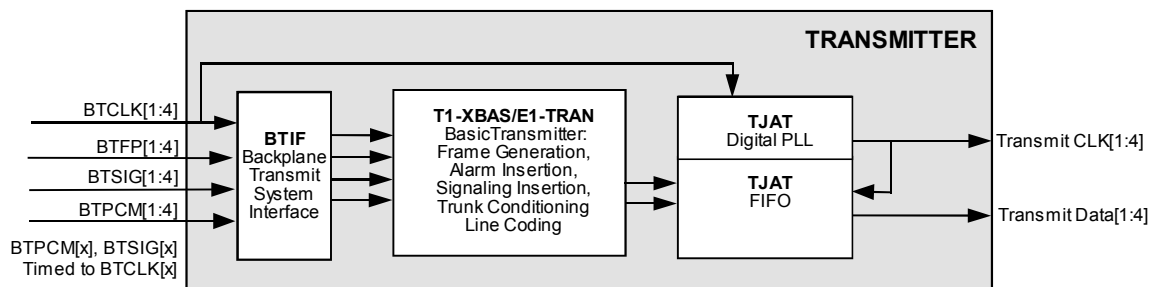 TRANSMITTER
BTCLK[1:4]
BTFP[1:4]
BTSIG[1:4]
BTPCM[1:4]
BTPCM[x], BTSIG[x]
Timed to BTCLK[x]
BTIF
Backplane
Transmit
System
Interface
T1-XBAS/E1-TRAN
BasicTransmitter:
Frame Generation,
Alarm Insertion,
Signaling Insertion,
Trunk Conditioning
Line Coding
TJAT
Digital PLL
TJAT
FIFO
Transmit CLK[1:4]
Transmit Data[1:4]